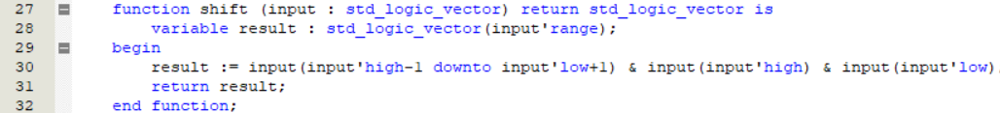 27 function shift (input : std_logic_vector) return std_logic_vector is
28 variable result : std_logic_vector(input'range);
29 begin
30 result := input(input'high-1 downto input'low+1) & input(input'high) & input(input'low)
31 return result;
32 end function;